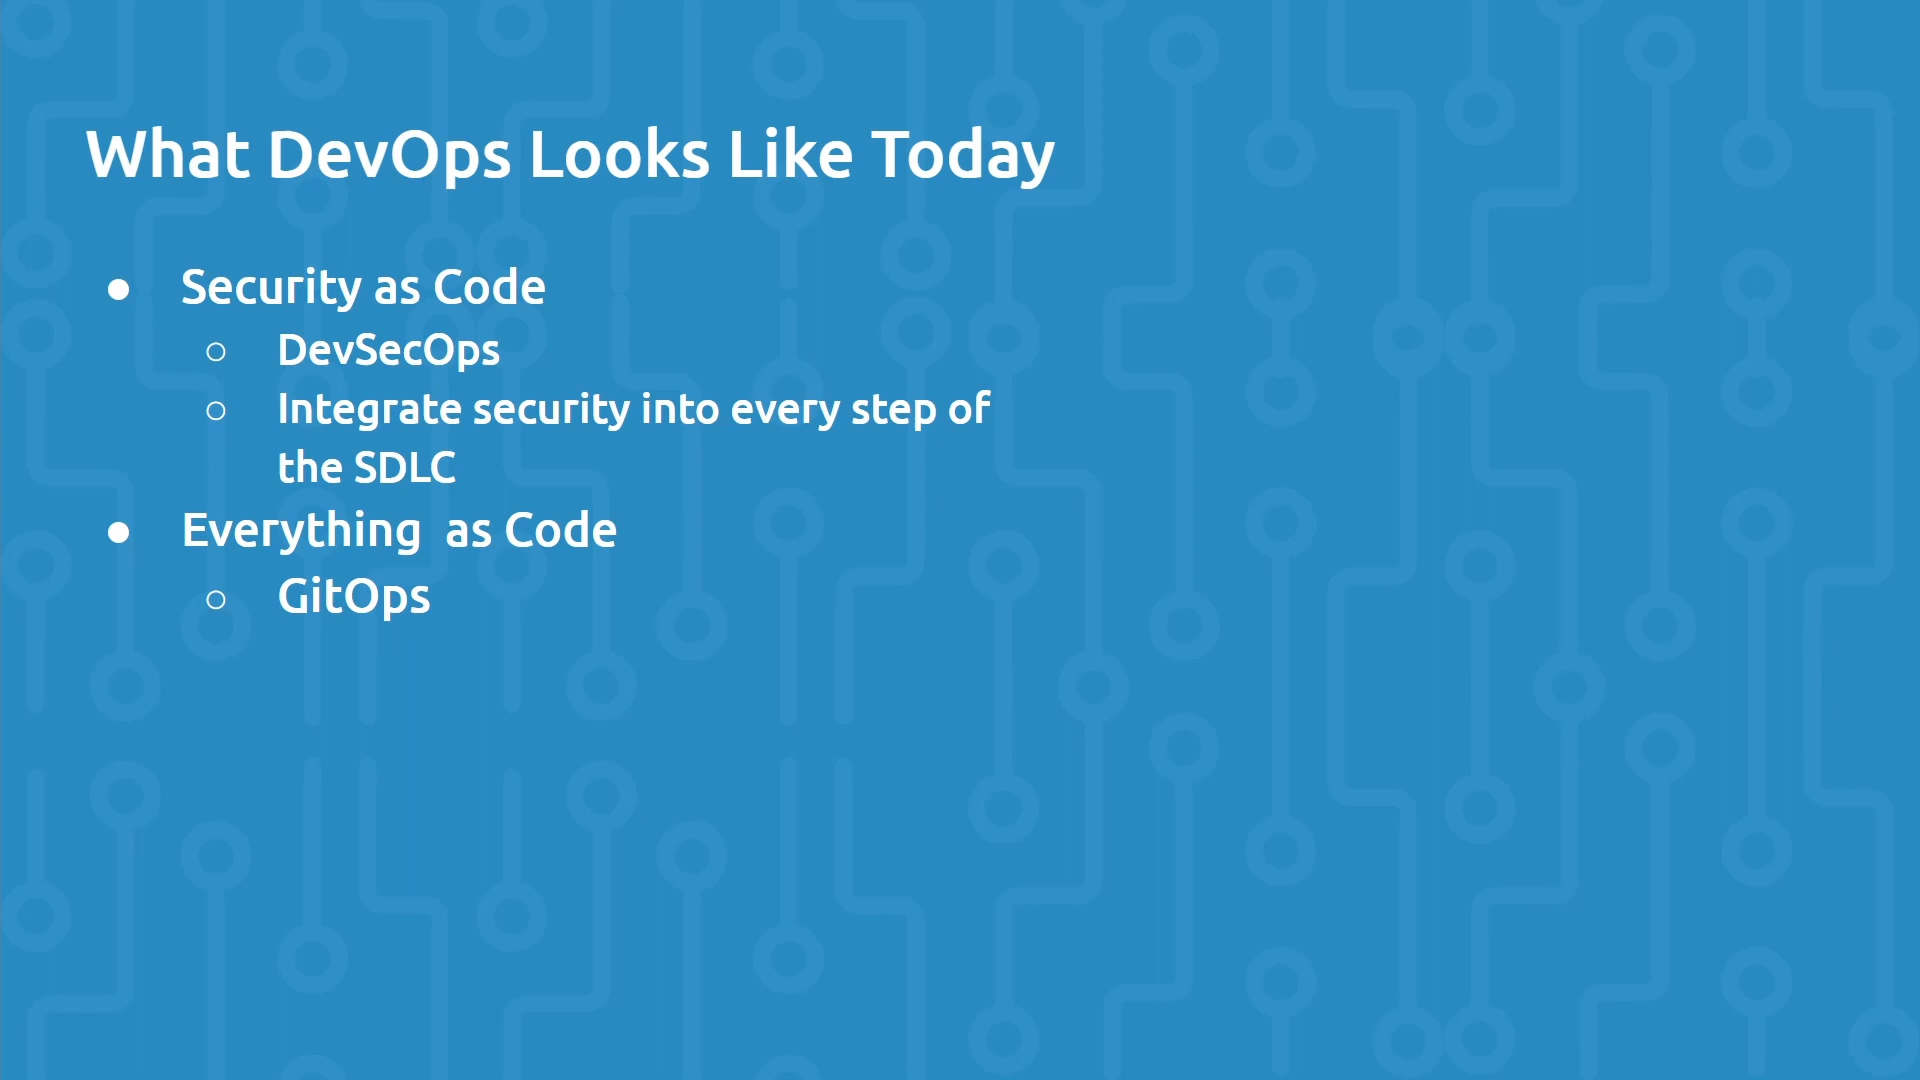 What DevOps Looks Like Today
● Security as Code
○ DevSecOps
○ Integrate security into every step of
the SDLC
● Everything  as Code
○ GitOps